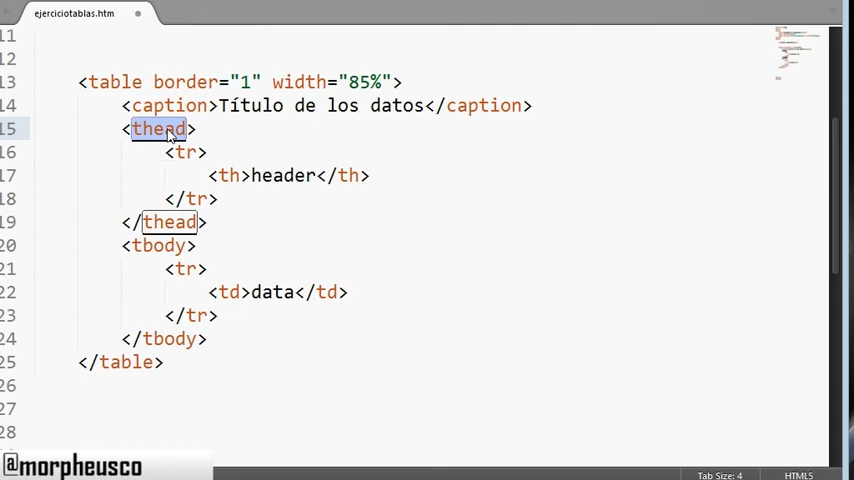 ejerciciotablas.htm
11
12
13 <table border="1" width="85%">
14 <caption>Título de los datos</caption>
15 <thead>
16 <tr>
17 <th>header</th>
18 </tr>
19 </thead>
20 <tbody>
21 <tr>
22 <td>data</td>
23 </tr>
24 </tbody>
25 </table>
26
27
28
@morpheusco
Tab Size: 4 HTML5